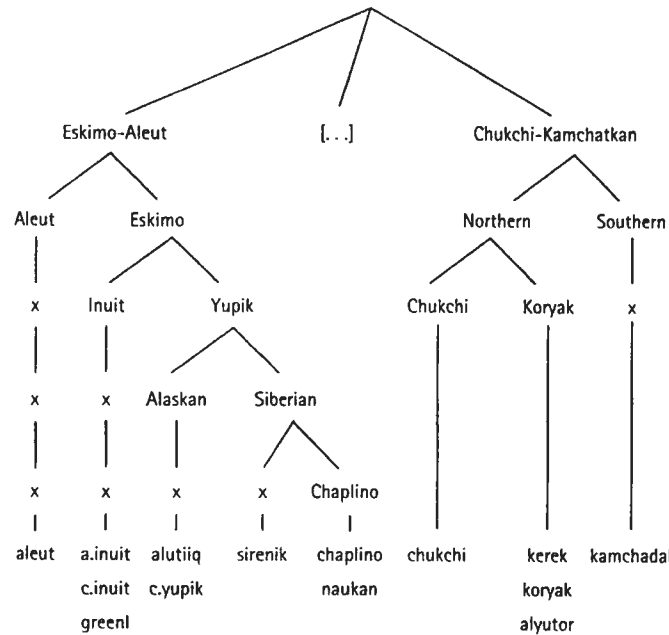 Eskimo-Aleut [...] Chukchi-Kamchatkan
Aleut Eskimo Northern Southern
x Inuit Yupik Chukchi Koryak x
x x Alaskan Siberian
x x x x Chaplino
aleut a.inuit alutiiq sirenik chaplino chukchi kerek kamchadal
c.inuit c.yupik naukan koryak
greenl alyutor